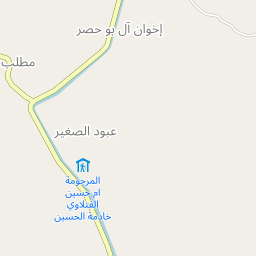 إخوان آل بو حصر
مطلب
عبود الصغير
المرحومة
ام حسين
الفتلاوي
خادمة الحسين